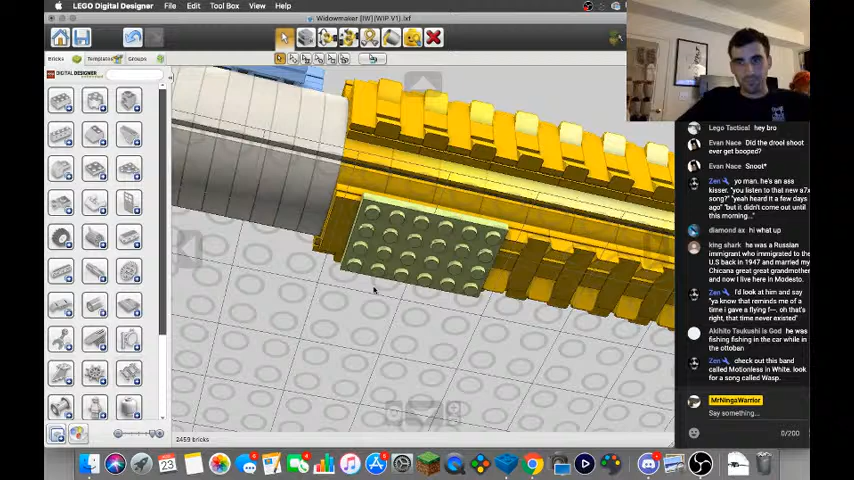 LEGO Digital Designer File Edit Tool Box View Help
Widowmaker [IW](WIP V1).lxf
Bricks Templates Groups
LEGO DIGITAL DESIGNER
Lego Tactical hey bro
Evan Nace Did the drool shoot
ever get booped?
Evan Nace Snoot*
Zen yo man. he's an ass
kisser. "you listen to that new a7x
song?" "yeah heard it a few days
ago" "but it didn't come out until
this morning..."
diamond ax hi what up
king shark he was a Russian
immigrant who immigrated to the
U.S back in 1947 and married my
Chicana great great grandmother
and now I live here in Modesto
Zen I'd look at him and say
"ya know that reminds me of a
time i gave a flying f--. oh that's
right, that time never existed"
Akihito Tsukushi is God he was
fishing fishing in the car while in
the ottoban
Zen check out this band
called Motionless in White. look
for a song called Wasp.
MrNingaWarrior
Say something...
0/200
2459 bricks